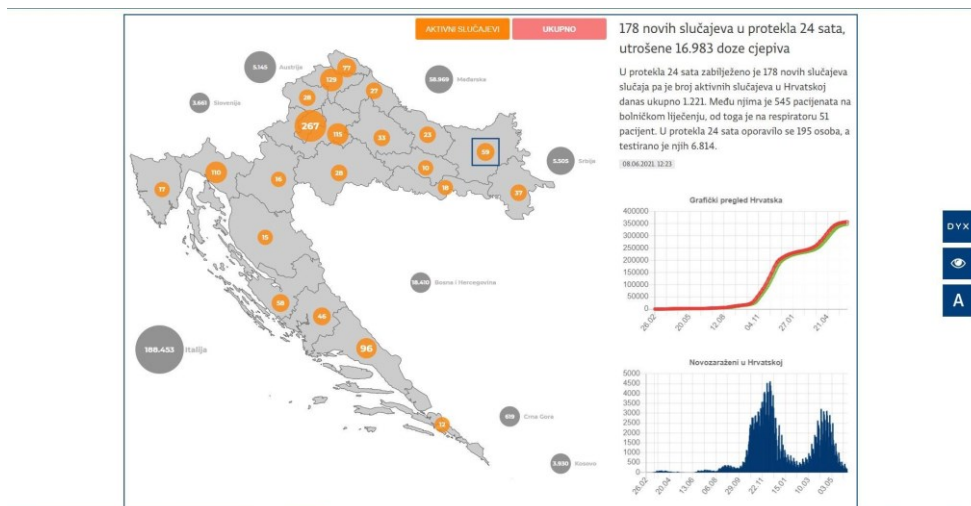 AKTIVNI SLUČAJEVI
UKUPNO
178 novih slučajeva u protekla 24 sata,
utrošene 16.983 doze cjepiva
U protekla 24 sata zabilježeno je 178 novih slučajeva
slučaja pa je broj aktivnih slučajeva u Hrvatskoj
danas ukupno 1.221. Među njima je 545 pacijenata na
bolničkom liječenju, od toga je na respiratoru 51
pacijent. U protekla 24 sata oporavilo se 195 osoba, a
testirano je njih 6.814.
08.06.2021. 12:23
5.145 Austrija
58.869 Mađarska
3.661 Slovenija
5.505 Srbija
Bosna i Hercegovina
188.453 Italija
619 Crna Gora
3.930 Kosovo
77
129
27
267
115
33
23
59
10
18
28
16
110
17
15
58
46
96
12
Grafički pregled Hrvatska
400000
350000
300000
250000
200000
150000
100000
50000
0
26.02
20.05
12.08
04.11
27.01
21.04
Novozaraženi u Hrvatskoj
5000
4500
4000
3500
3000
2500
2000
1500
1000
500
0
26.02
20.04
13.06
06.08
29.09
22.11
15.01
10.03
03.05
DYX
A